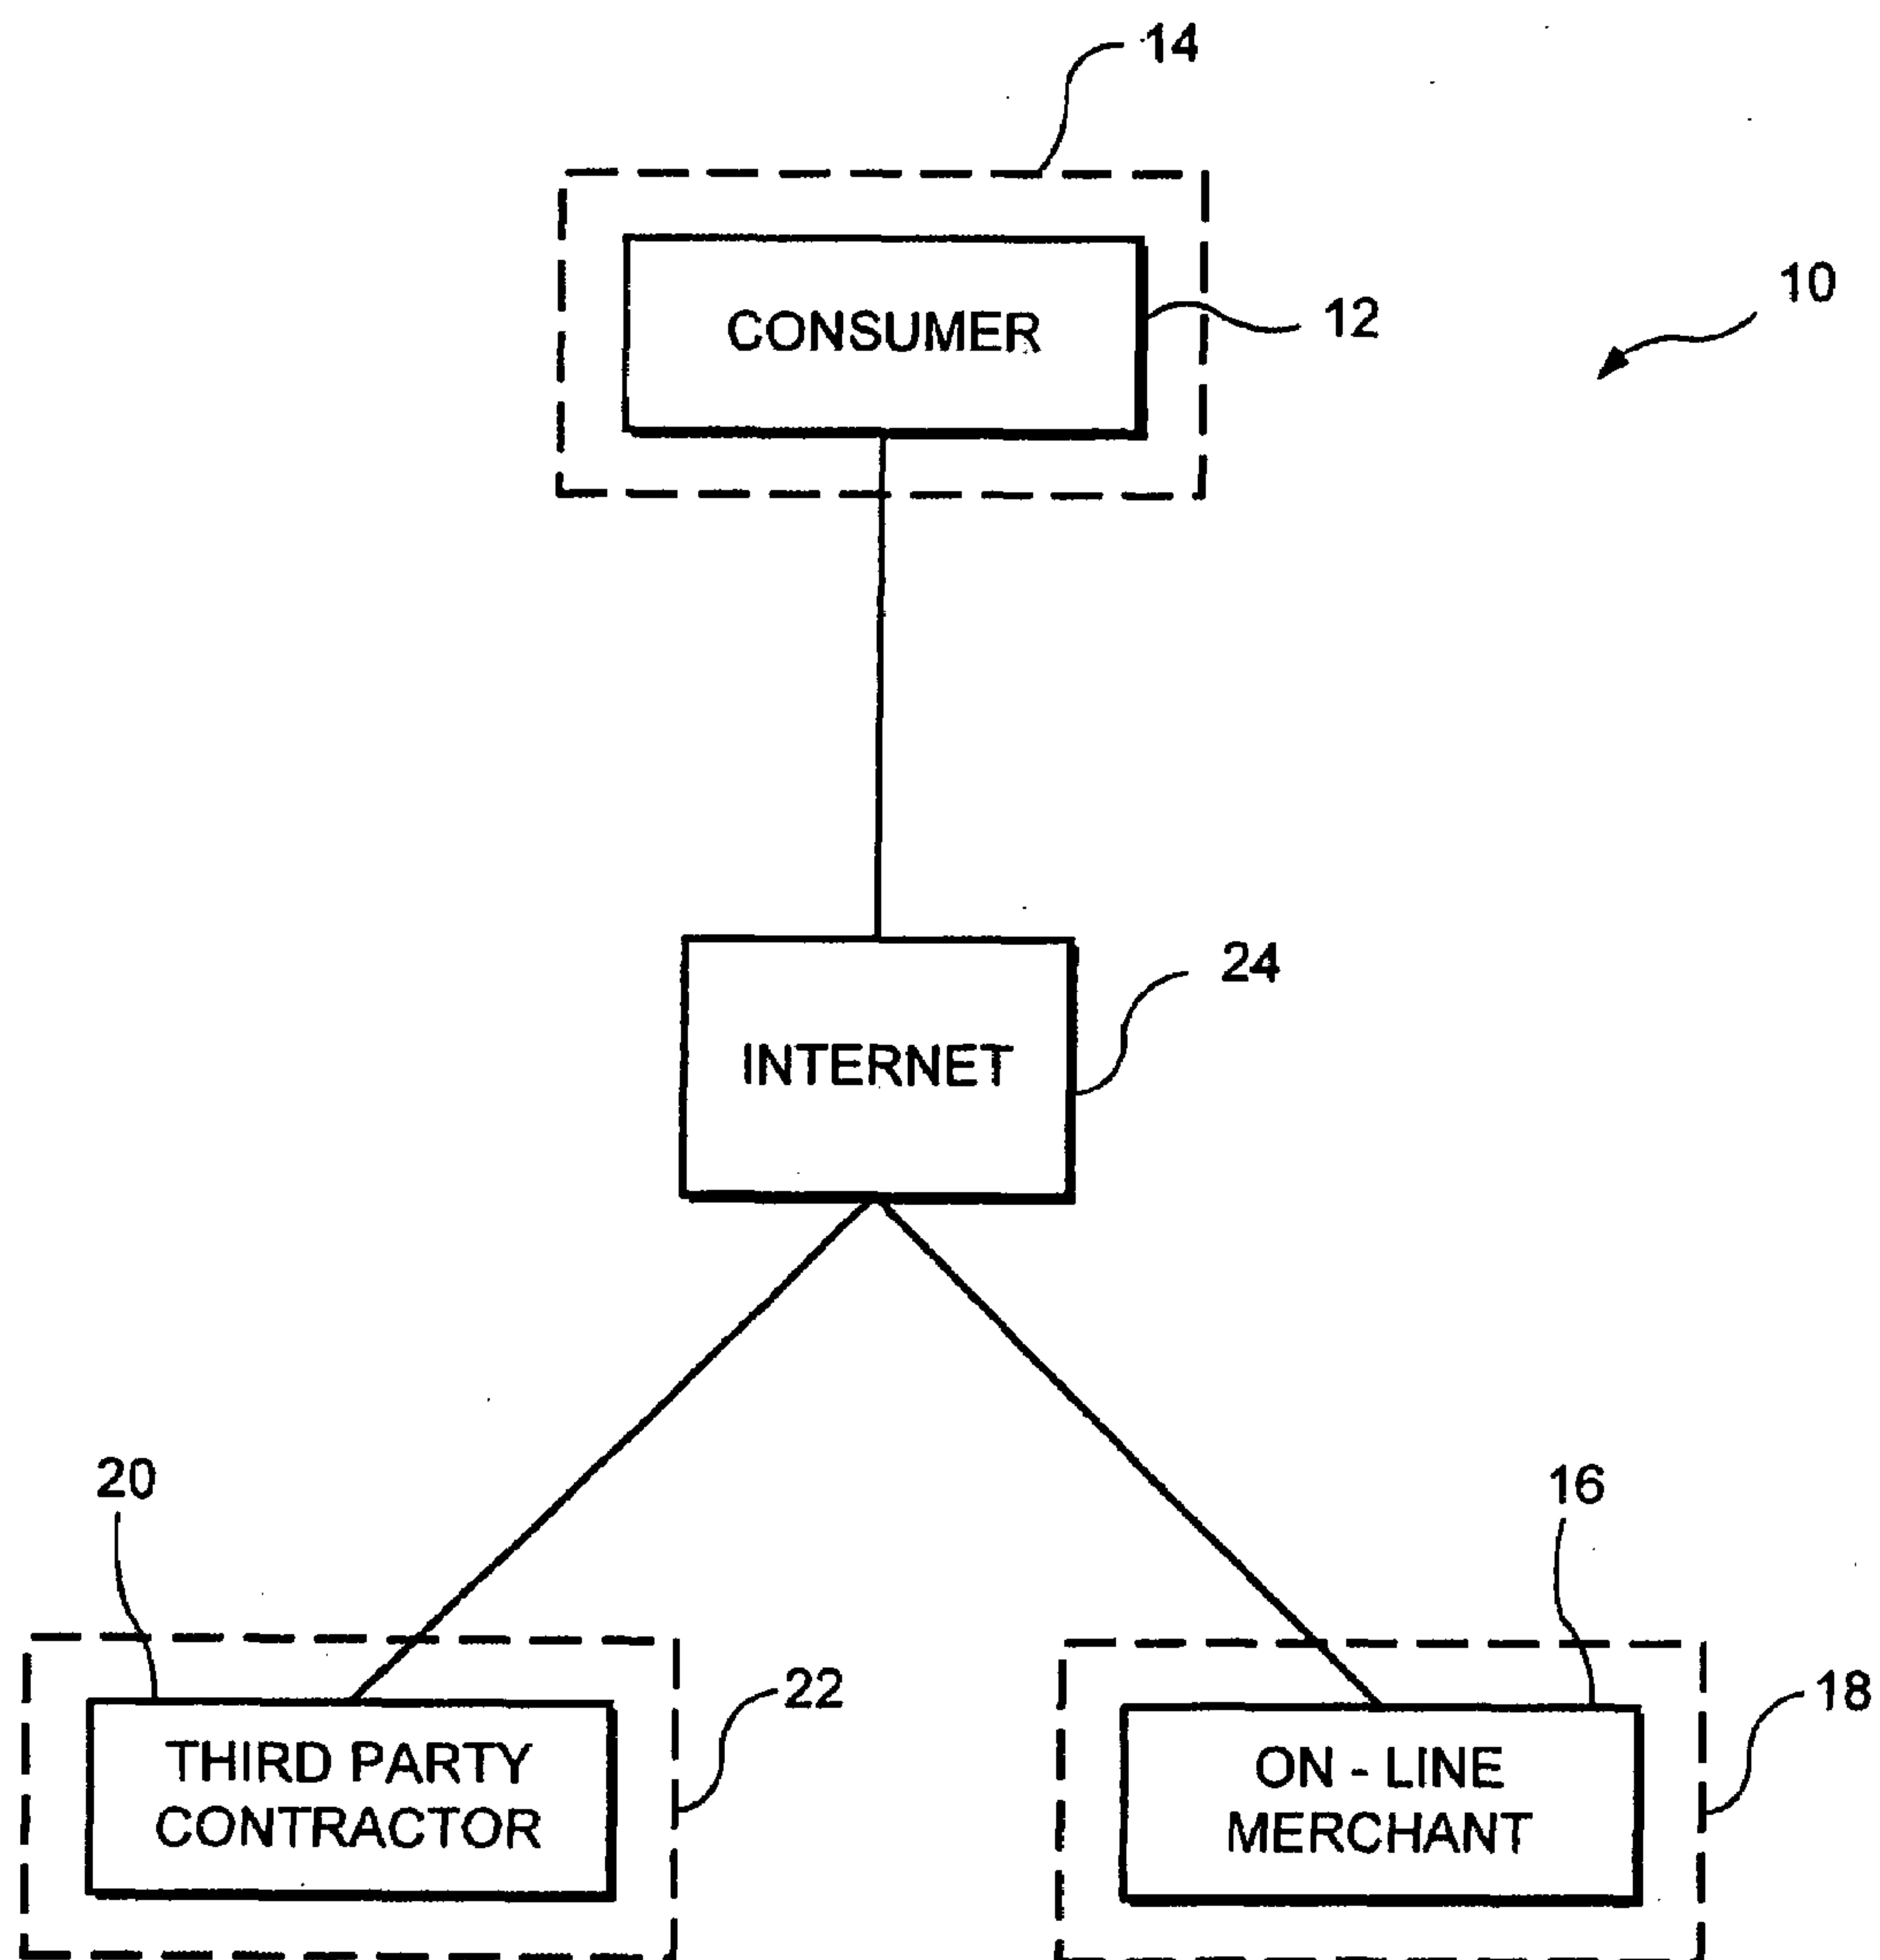 14
CONSUMER
12
10
INTERNET
24
20
16
THIRD PARTY
CONTRACTOR
22
ON - LINE
MERCHANT
18